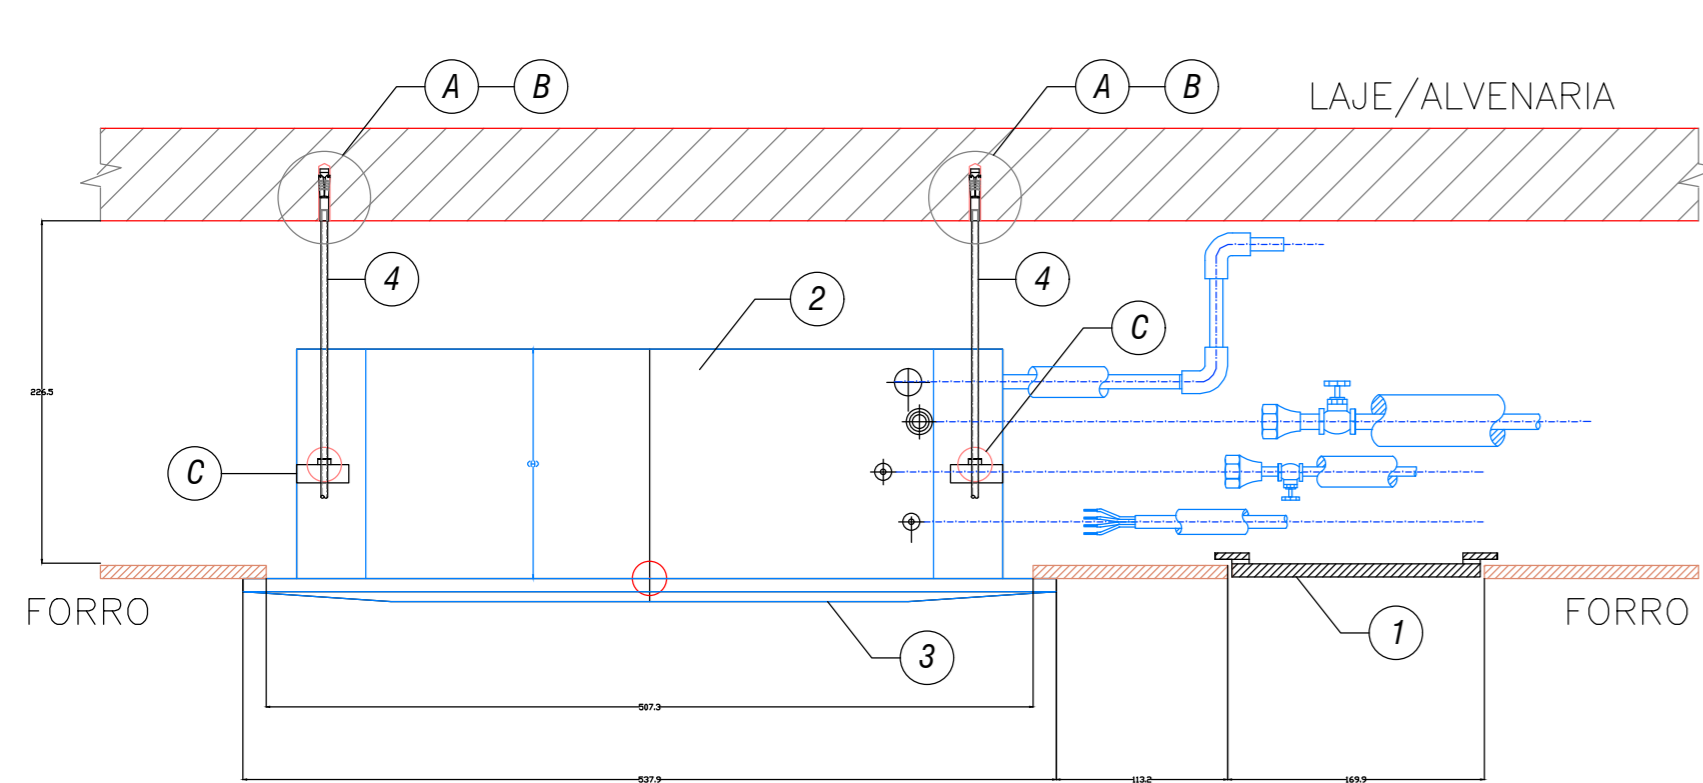 A B
A B
LAJE/ALVENARIA
4
2
4
C
226.5
C
FORRO
1
FORRO
3
507.3
537.9
113.2
169.9